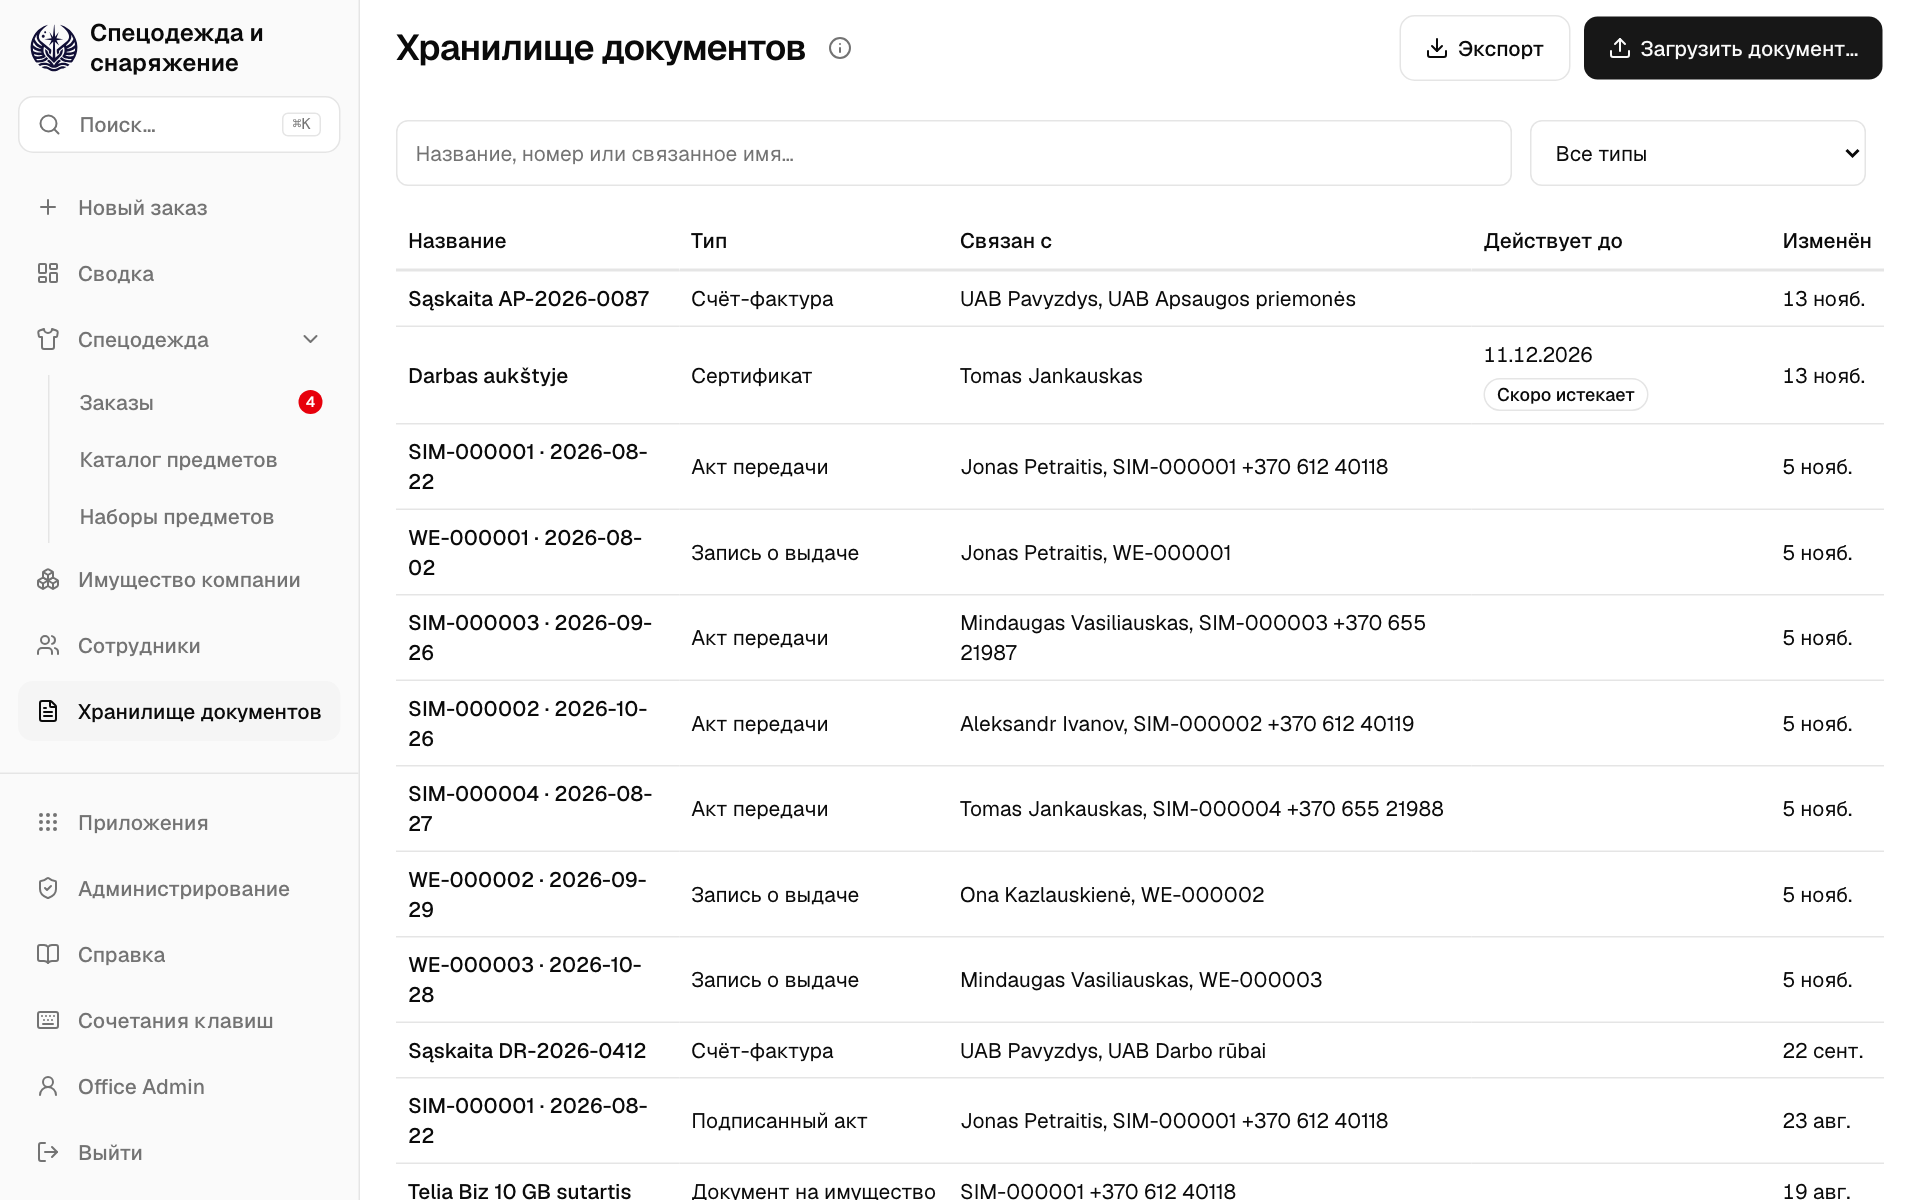 Спецодежда и
снаряжение
Поиск...
⌘K
Новый заказ
Сводка
Спецодежда
Заказы
4
Каталог предметов
Наборы предметов
Имущество компании
Сотрудники
Хранилище документов
Приложения
Администрирование
Справка
Сочетания клавиш
Office Admin
Выйти
Хранилище документов
Экспорт
Загрузить документ...
Название, номер или связанное имя...
Все типы
Название Тип Связан с Действует до Изменён
Sąskaita AP-2026-0087 Счёт-фактура UAB Pavyzdys, UAB Apsaugos priemonės 13 нояб.
Darbas aukštyje Сертификат Tomas Jankauskas 11.12.2026 13 нояб.
Скоро истекает
SIM-000001 · 2026-08-
22 Акт передачи Jonas Petraitis, SIM-000001 +370 612 40118 5 нояб.
WE-000001 · 2026-08-
02 Запись о выдаче Jonas Petraitis, WE-000001 5 нояб.
SIM-000003 · 2026-09-
26 Акт передачи Mindaugas Vasiliauskas, SIM-000003 +370 655
21987 5 нояб.
SIM-000002 · 2026-10-
26 Акт передачи Aleksandr Ivanov, SIM-000002 +370 612 40119 5 нояб.
SIM-000004 · 2026-08-
27 Акт передачи Tomas Jankauskas, SIM-000004 +370 655 21988 5 нояб.
WE-000002 · 2026-09-
29 Запись о выдаче Ona Kazlauskienė, WE-000002 5 нояб.
WE-000003 · 2026-10-
28 Запись о выдаче Mindaugas Vasiliauskas, WE-000003 5 нояб.
Sąskaita DR-2026-0412 Счёт-фактура UAB Pavyzdys, UAB Darbo rūbai 22 сент.
SIM-000001 · 2026-08-
22 Подписанный акт Jonas Petraitis, SIM-000001 +370 612 40118 23 авг.
Telia Biz 10 GB sutartis Документ на имущество SIM-000001 +370 612 40118 19 авг.